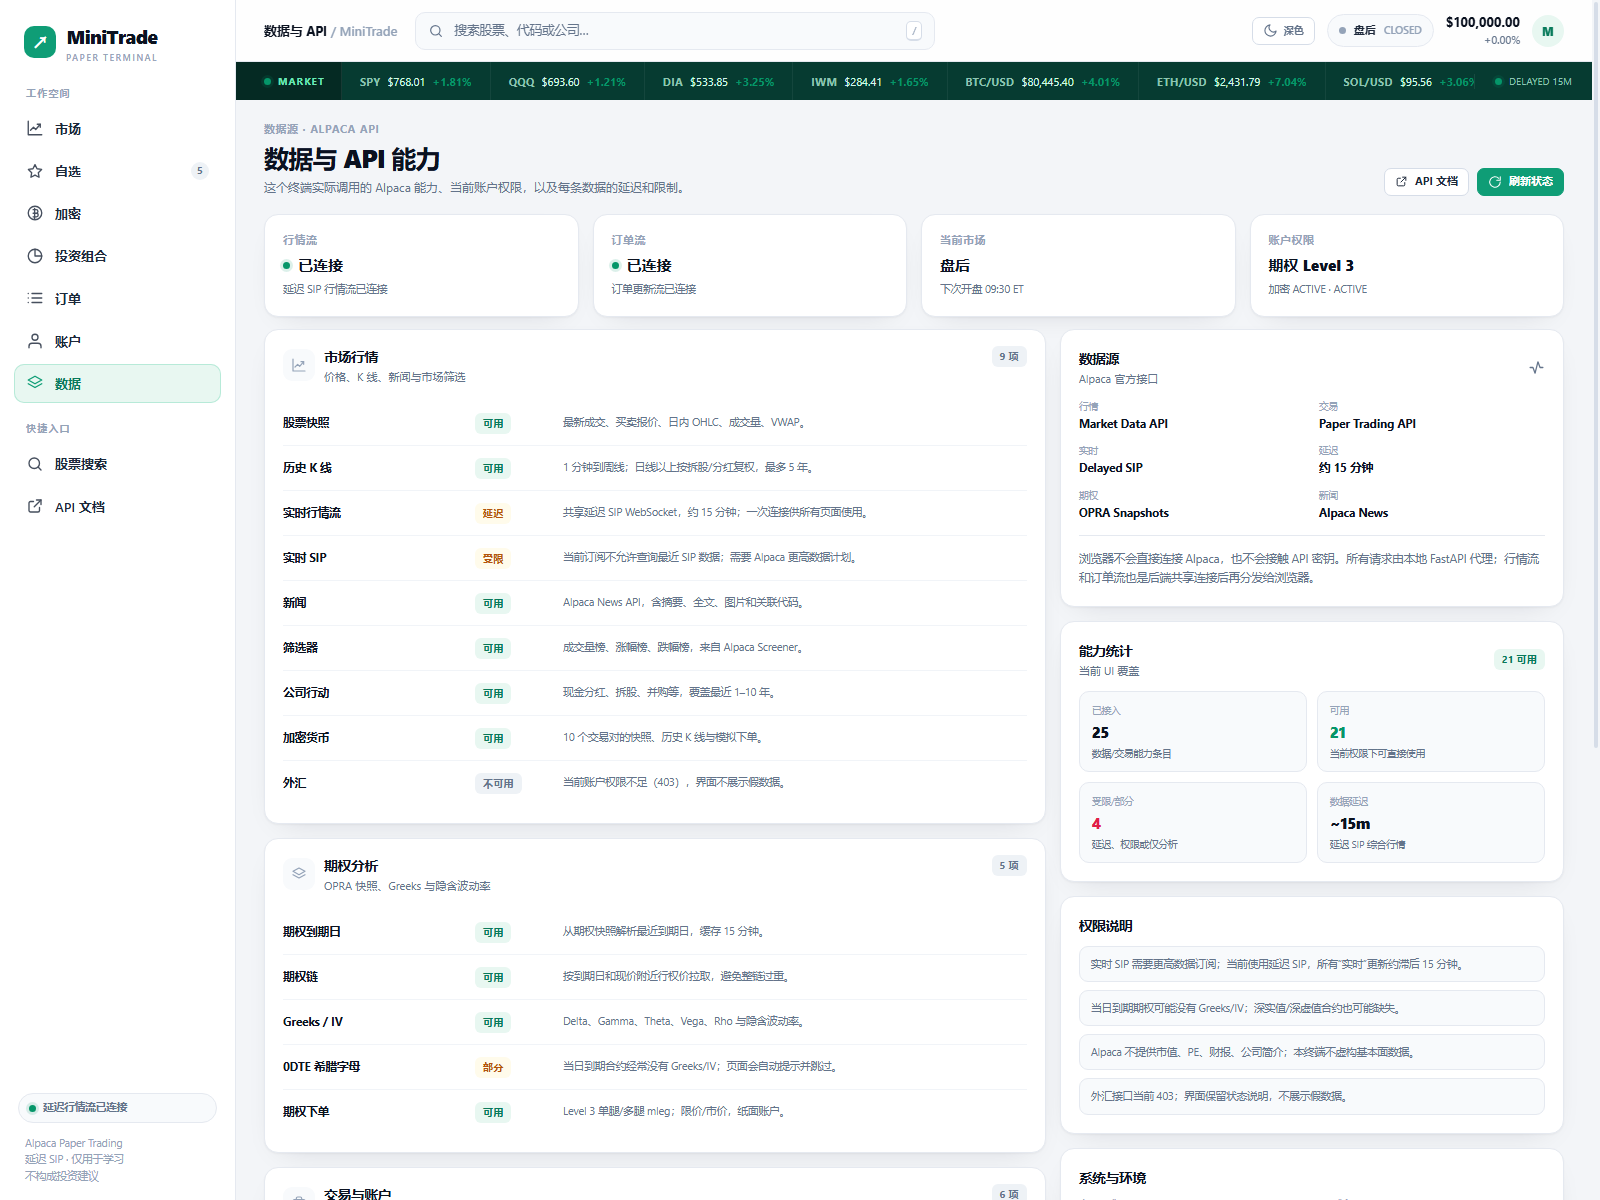 MiniTrade
PAPER TERMINAL
工作空间
市场
自选 5
加密
投资组合
订单
账户
数据
快捷入口
股票搜索
API 文档
延迟行情流已连接
Alpaca Paper Trading
延迟 SIP · 仅用于学习
不构成投资建议
数据与 API / MiniTrade
搜索股票、代码或公司... /
深色
盘后 CLOSED
$100,000.00
+0.00%
M
MARKET SPY $768.01 +1.81% QQQ $693.60 +1.21% DIA $533.85 +3.25% IWM $284.41 +1.65% BTC/USD $80,445.40 +4.01% ETH/USD $2,431.79 +7.04% SOL/USD $95.56 +3.06% DELAYED 15M
数据源 · ALPACA API
数据与 API 能力
这个终端实际调用的 Alpaca 能力、当前账户权限，以及每条数据的延迟和限制。
API 文档
刷新状态
行情流
已连接
延迟 SIP 行情流已连接
订单流
已连接
订单更新流已连接
当前市场
盘后
下次开盘 09:30 ET
账户权限
期权 Level 3
加密 ACTIVE · ACTIVE
市场行情
价格、K 线、新闻与市场筛选
9 项
股票快照 可用 最新成交、买卖报价、日内 OHLC、成交量、VWAP。
历史 K 线 可用 1 分钟到周线；日线以上按拆股/分红复权，最多 5 年。
实时行情流 延迟 共享延迟 SIP WebSocket，约 15 分钟；一次连接供所有页面使用。
实时 SIP 受限 当前订阅不允许查询最近 SIP 数据；需要 Alpaca 更高数据计划。
新闻 可用 Alpaca News API，含摘要、全文、图片和关联代码。
筛选器 可用 成交量榜、涨幅榜、跌幅榜，来自 Alpaca Screener。
公司行动 可用 现金分红、拆股、并购等，覆盖最近 1–10 年。
加密货币 可用 10 个交易对的快照、历史 K 线与模拟下单。
外汇 不可用 当前账户权限不足（403），界面不展示假数据。
期权分析
OPRA 快照、Greeks 与隐含波动率
5 项
期权到期日 可用 从期权快照解析最近到期日，缓存 15 分钟。
期权链 可用 按到期日和现价附近行权价拉取，避免整链过重。
Greeks / IV 可用 Delta、Gamma、Theta、Vega、Rho 与隐含波动率。
0DTE 希腊字母 部分 当日到期合约经常没有 Greeks/IV；页面会自动提示并跳过。
期权下单 可用 Level 3 单腿/多腿 mleg；限价/市价，纸面账户。
交易与账户
6 项
数据源
Alpaca 官方接口
行情
Market Data API
交易
Paper Trading API
实时
Delayed SIP
延迟
约 15 分钟
期权
OPRA Snapshots
新闻
Alpaca News
浏览器不会直接连接 Alpaca，也不会接触 API 密钥。所有请求由本地 FastAPI 代理；行情流
和订单流也是后端共享连接后再分发给浏览器。
能力统计
当前 UI 覆盖
21 可用
已接入
25
数据/交易能力条目
可用
21
当前权限下可直接使用
受限/部分
4
延迟、权限或仅分析
数据延迟
~15m
延迟 SIP 综合行情
权限说明
实时 SIP 需要更高数据订阅；当前使用延迟 SIP，所有"实时"更新约滞后 15 分钟。
当日到期期权可能没有 Greeks/IV；深实值/深虚值合约也可能缺失。
Alpaca 不提供市值、PE、财报、公司简介；本终端不虚构基本面数据。
外汇接口当前 403；界面保留状态说明，不展示假数据。
系统与环境